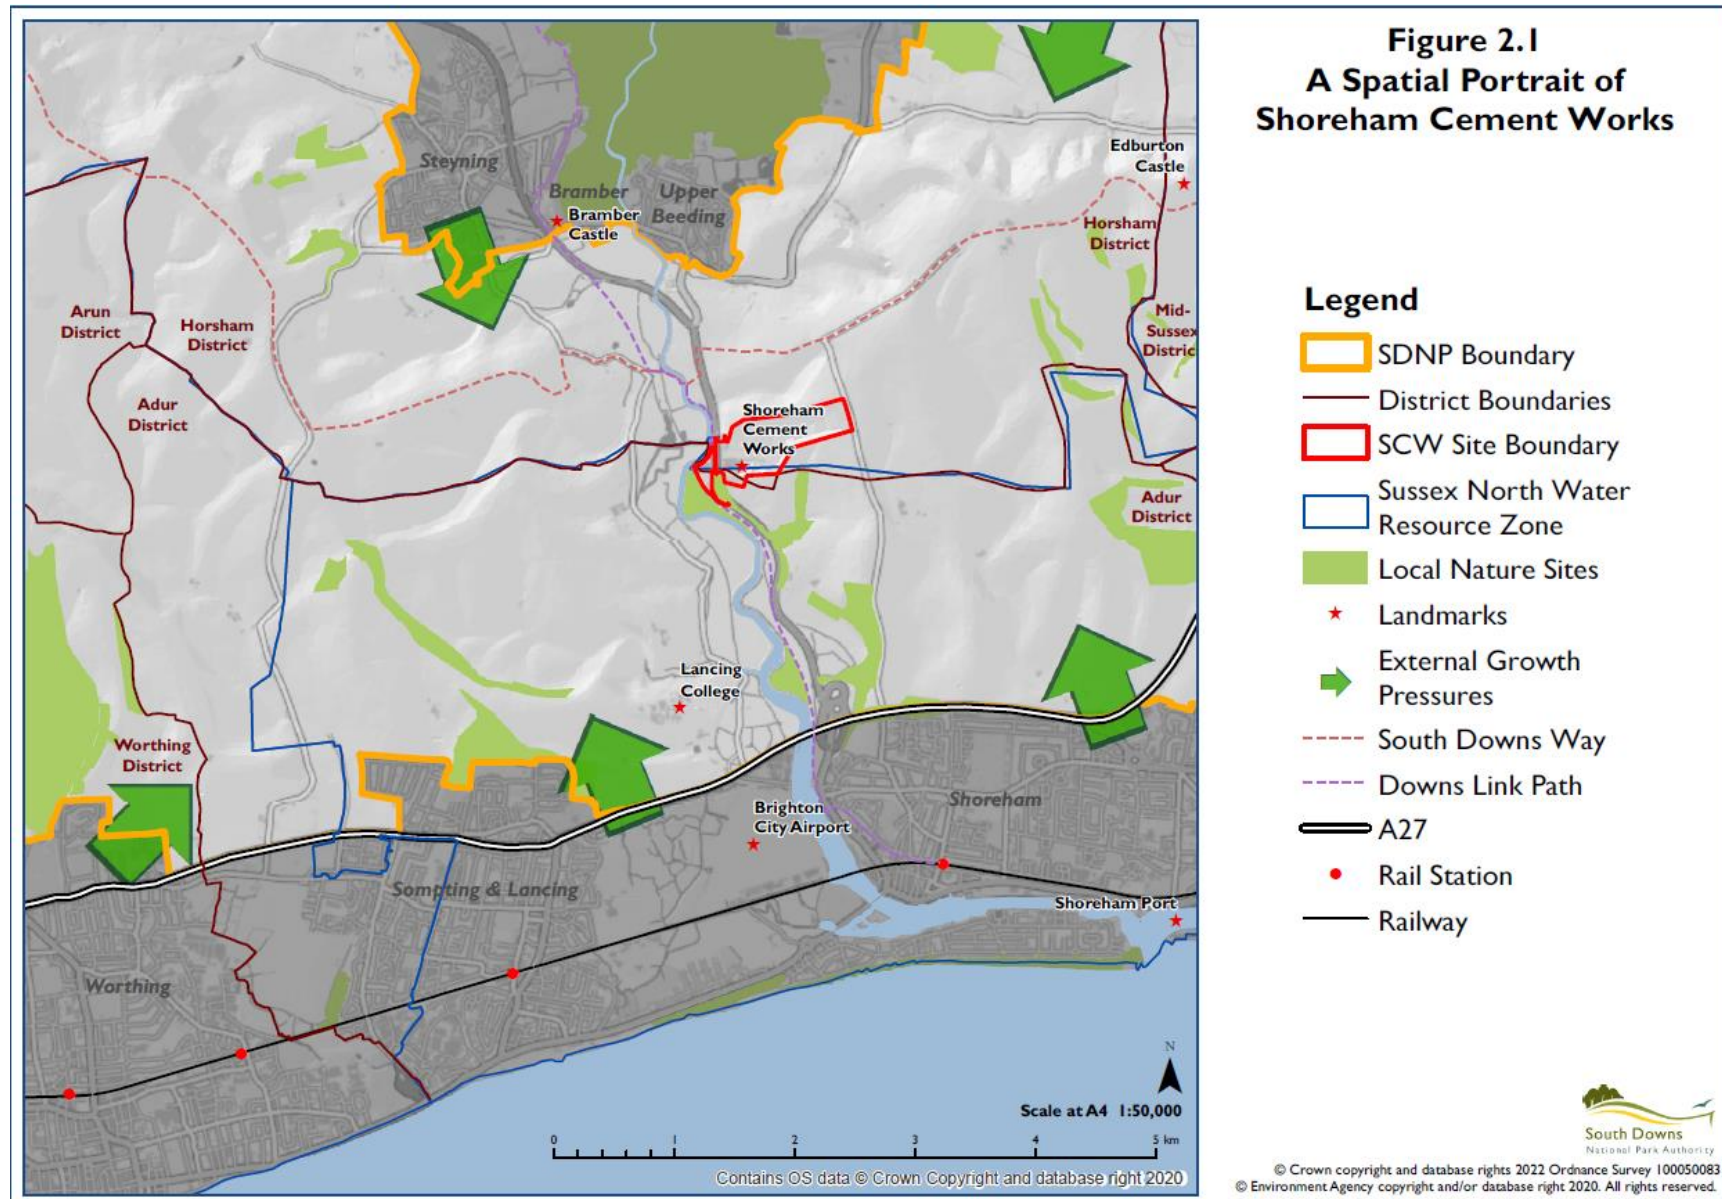 Figure 2.1
A Spatial Portrait of
Shoreham Cement Works
Edburton
Castle
Steyning
Bramber
Upper
Beeding
Bramber
Castle
Horsham
District
Arun
District
Horsham
District
Mid-
Sussex
Distric
Adur
District
Shoreham
Cement
Works
Adur
District
Lancing
College
Worthing
District
Brighton
City Airport
Shoreham
Sompting & Lancing
Shoreham Port
Worthing
N
Scale at A4 1:50,000
0 1 2 3 4 5 km
Contains OS data © Crown Copyright and database right 2020
Legend
SDNP Boundary
District Boundaries
SCW Site Boundary
Sussex North Water
Resource Zone
Local Nature Sites
Landmarks
External Growth
Pressures
South Downs Way
Downs Link Path
A27
Rail Station
Railway
South Downs
National Park Authority
© Crown copyright and database rights 2022 Ordnance Survey 100050083
© Environment Agency copyright and/or database right 2020. All rights reserved.